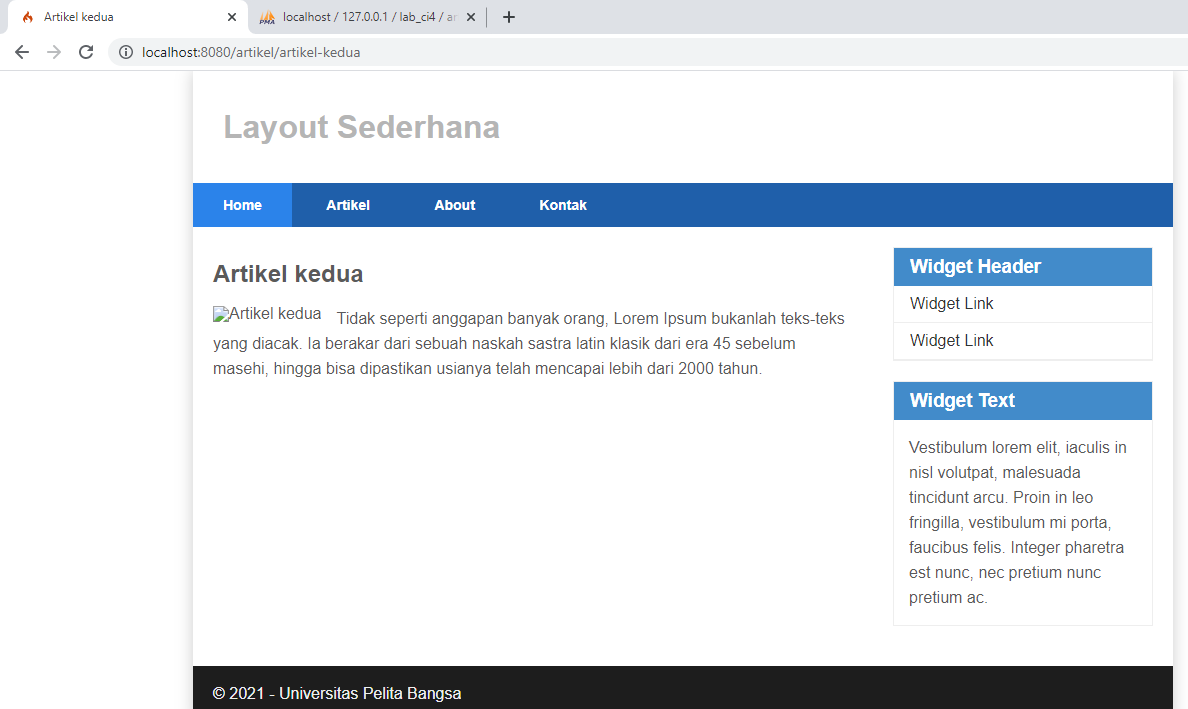 Artikel kedua
localhost / 127.0.0.1 / lab_ci4 / ar
localhost:8080/artikel/artikel-kedua
Layout Sederhana
Home Artikel About Kontak
Artikel kedua
Artikel kedua Tidak seperti anggapan banyak orang, Lorem Ipsum bukanlah teks-teks
yang diacak. Ia berakar dari sebuah naskah sastra latin klasik dari era 45 sebelum
masehi, hingga bisa dipastikan usianya telah mencapai lebih dari 2000 tahun.
Widget Header
Widget Link
Widget Link
Widget Text
Vestibulum lorem elit, iaculis in
nisl volutpat, malesuada
tincidunt arcu. Proin in leo
fringilla, vestibulum mi porta,
faucibus felis. Integer pharetra
est nunc, nec pretium nunc
pretium ac.
© 2021 - Universitas Pelita Bangsa